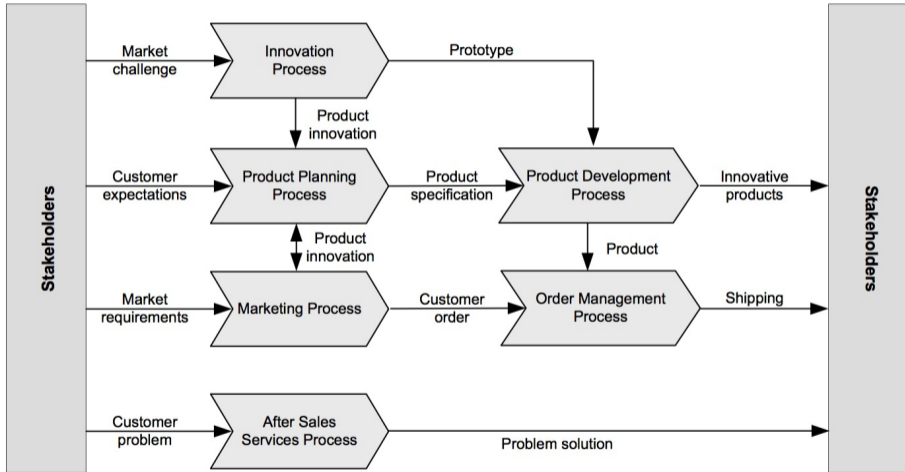 Stakeholders
Market
challenge
Innovation
Process
Prototype
Product
innovation
Customer
expectations
Product Planning
Process
Product
specification
Product Development
Process
Innovative
products
Product
innovation
Product
Market
requirements
Marketing Process
Customer
order
Order Management
Process
Shipping
Customer
problem
After Sales
Services Process
Problem solution
Stakeholders